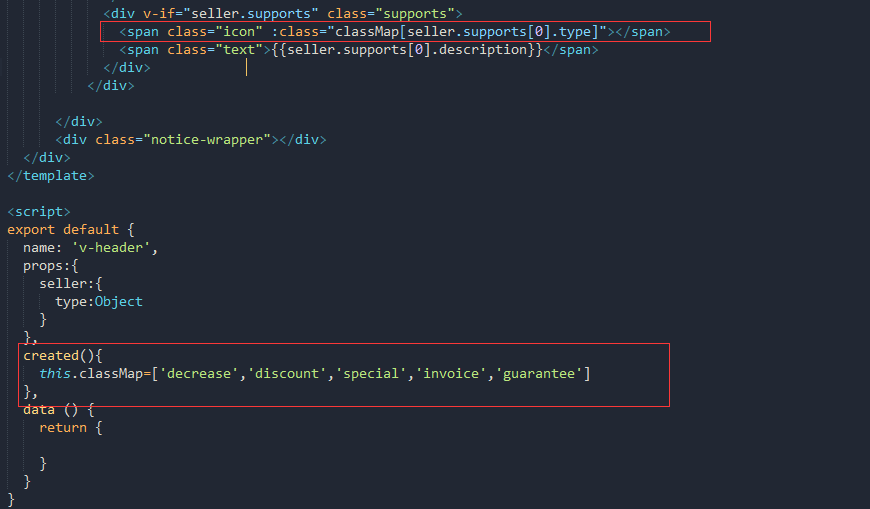 <div v-if="seller.supports" class="supports">
<span class="icon" :class="classMap[seller.supports[0].type]"></span>
<span class="text">{{seller.supports[0].description}}</span>
</div>
</div>
</div>
<div class="notice-wrapper"></div>
</div>
</template>
<script>
export default {
name: 'v-header',
props:{
seller:{
type:Object
}
},
created(){
this.classMap=['decrease','discount','special','invoice','guarantee']
},
data () {
return {
}
}
}